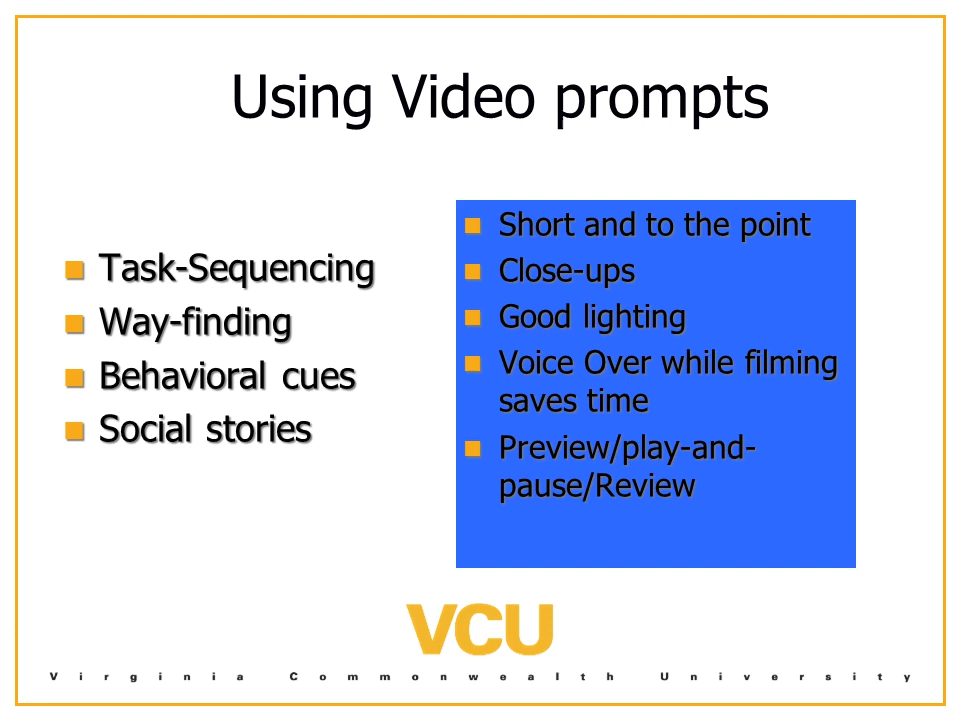 Using Video prompts
Task-Sequencing
Way-finding
Behavioral cues
Social stories
Short and to the point
Close-ups
Good lighting
Voice Over while filming
saves time
Preview/play-and-
pause/Review
VCU
Virginia Commonwealth University